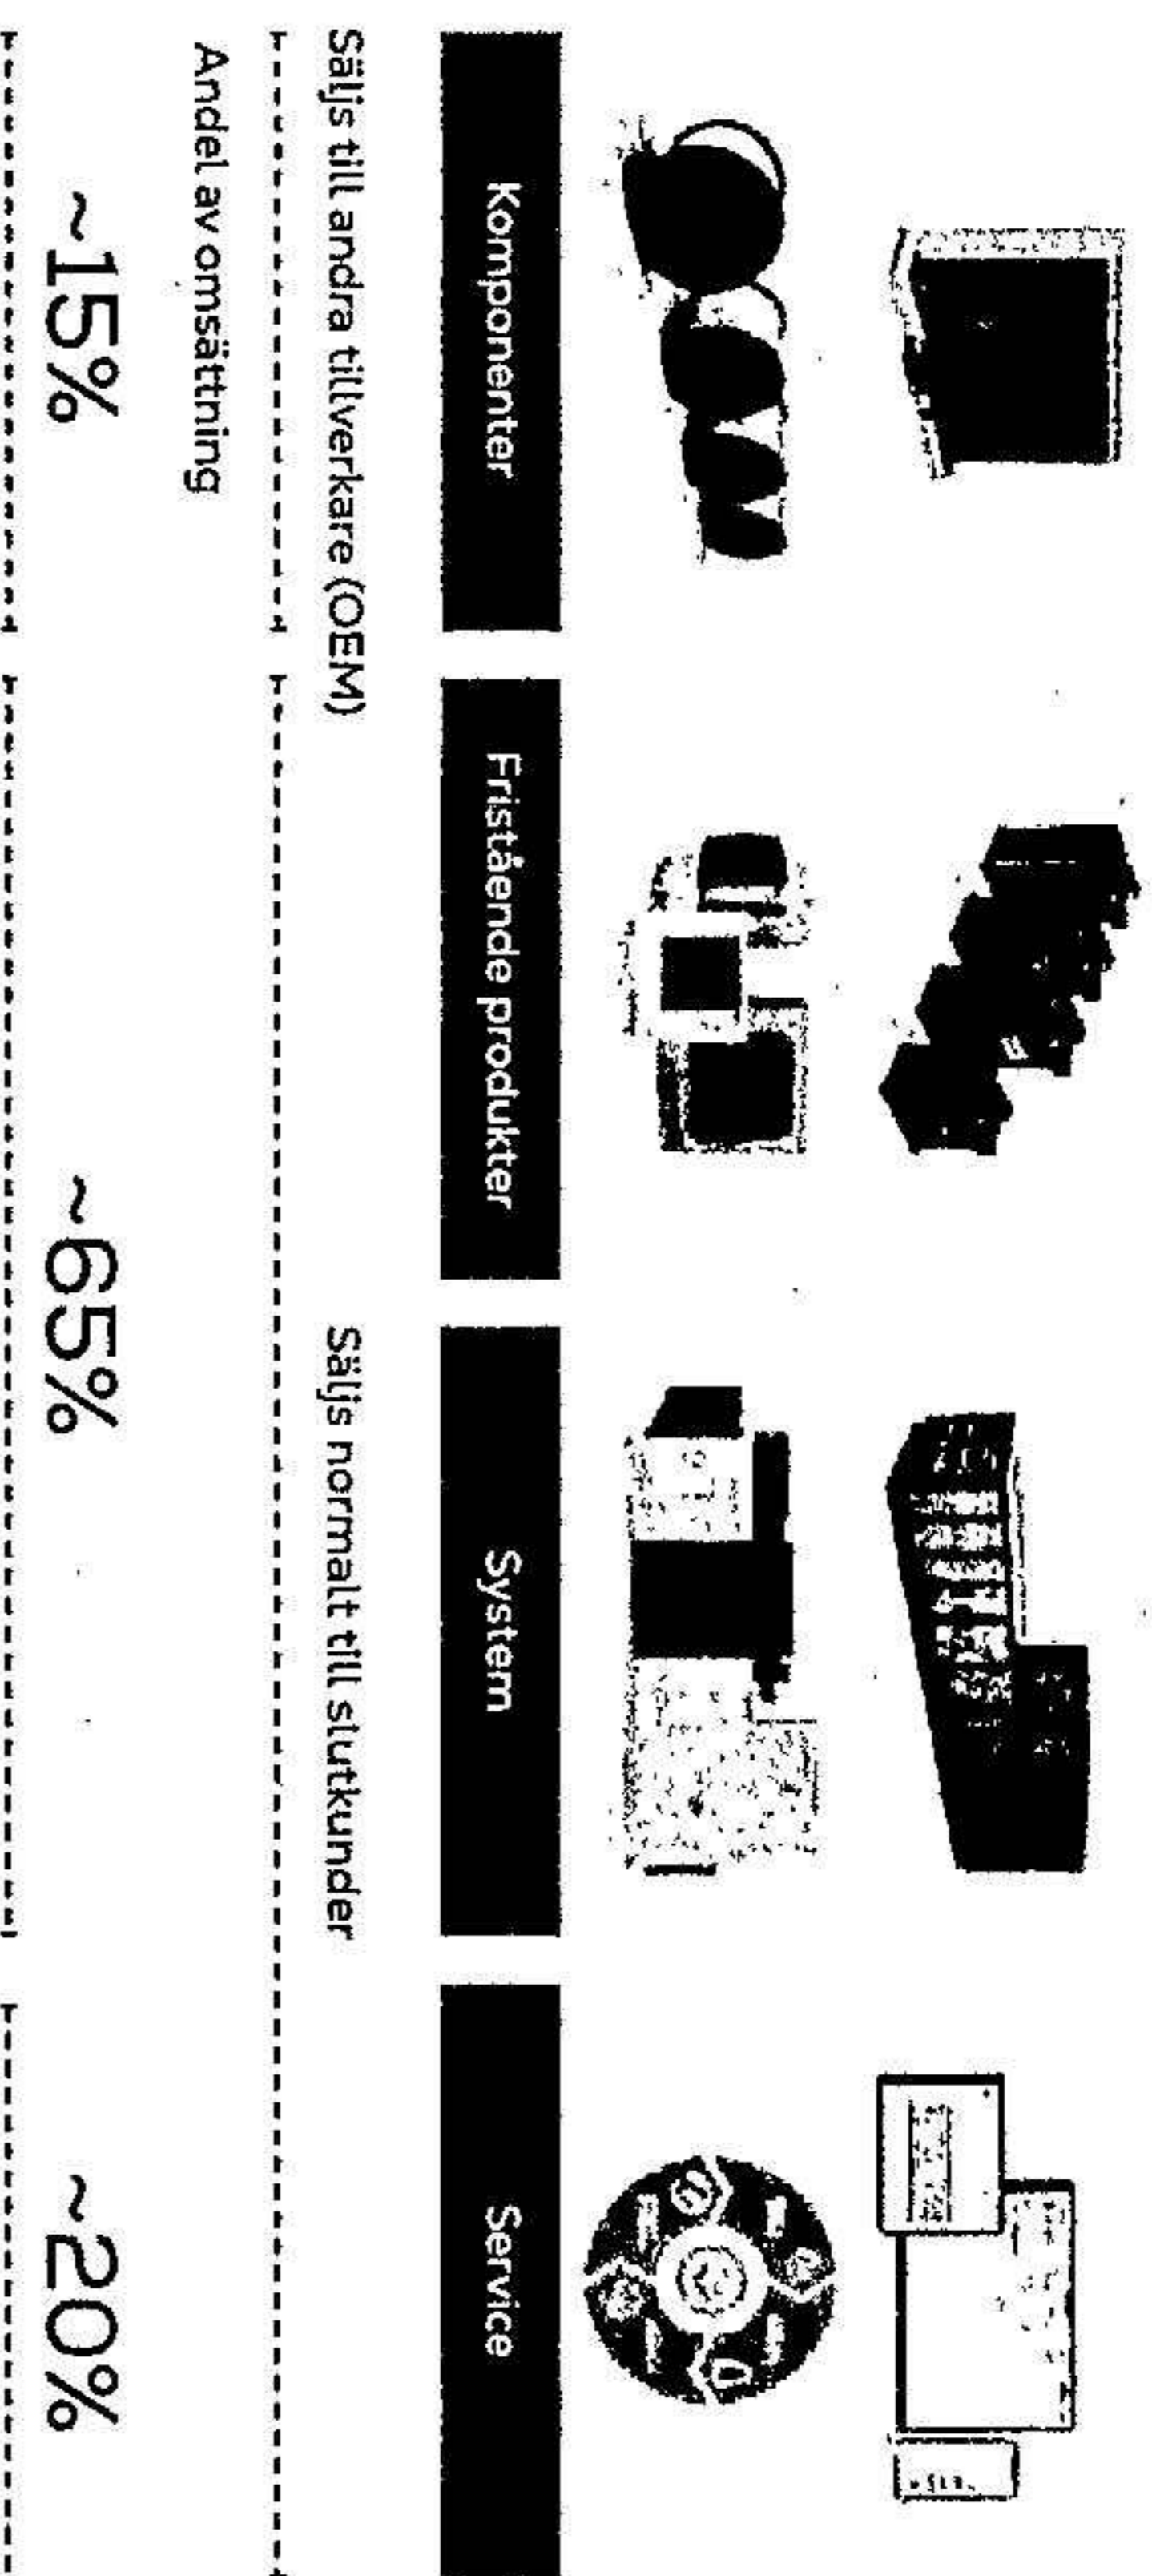 Komponenter
Fristående produkter
System
Service
Säljs till andra tillverkare (OEM)
Säljs normalt till slutkunder
Andel av omsättning
~15%
~65%
~20%